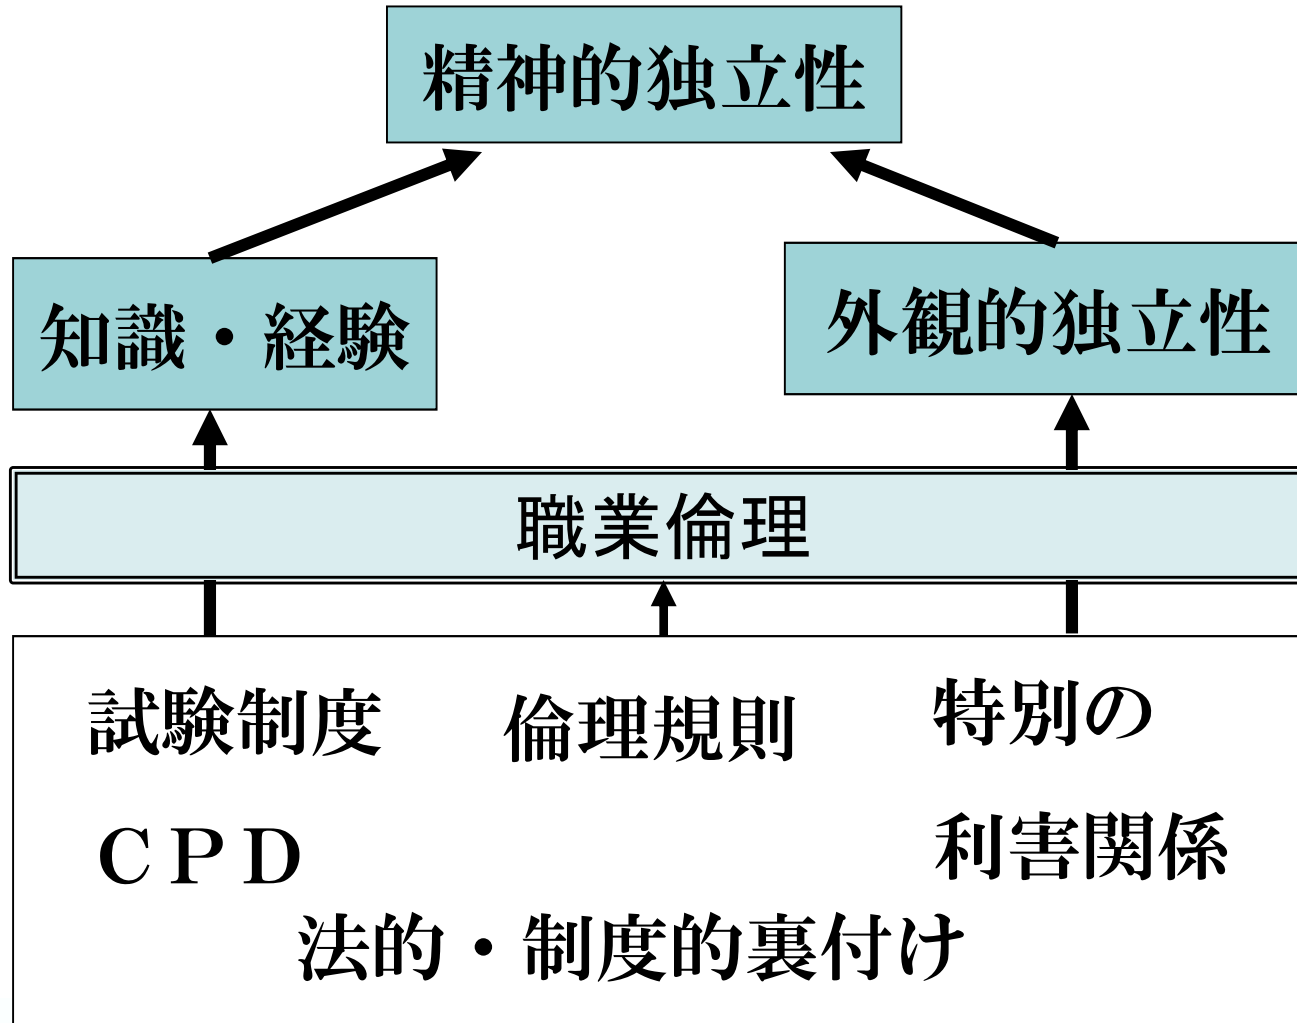 精神的独立性
知識・経験
外観的独立性
職業倫理
試験制度
倫理規則
特別の
ＣＰＤ
利害関係
法的・制度的裏付け